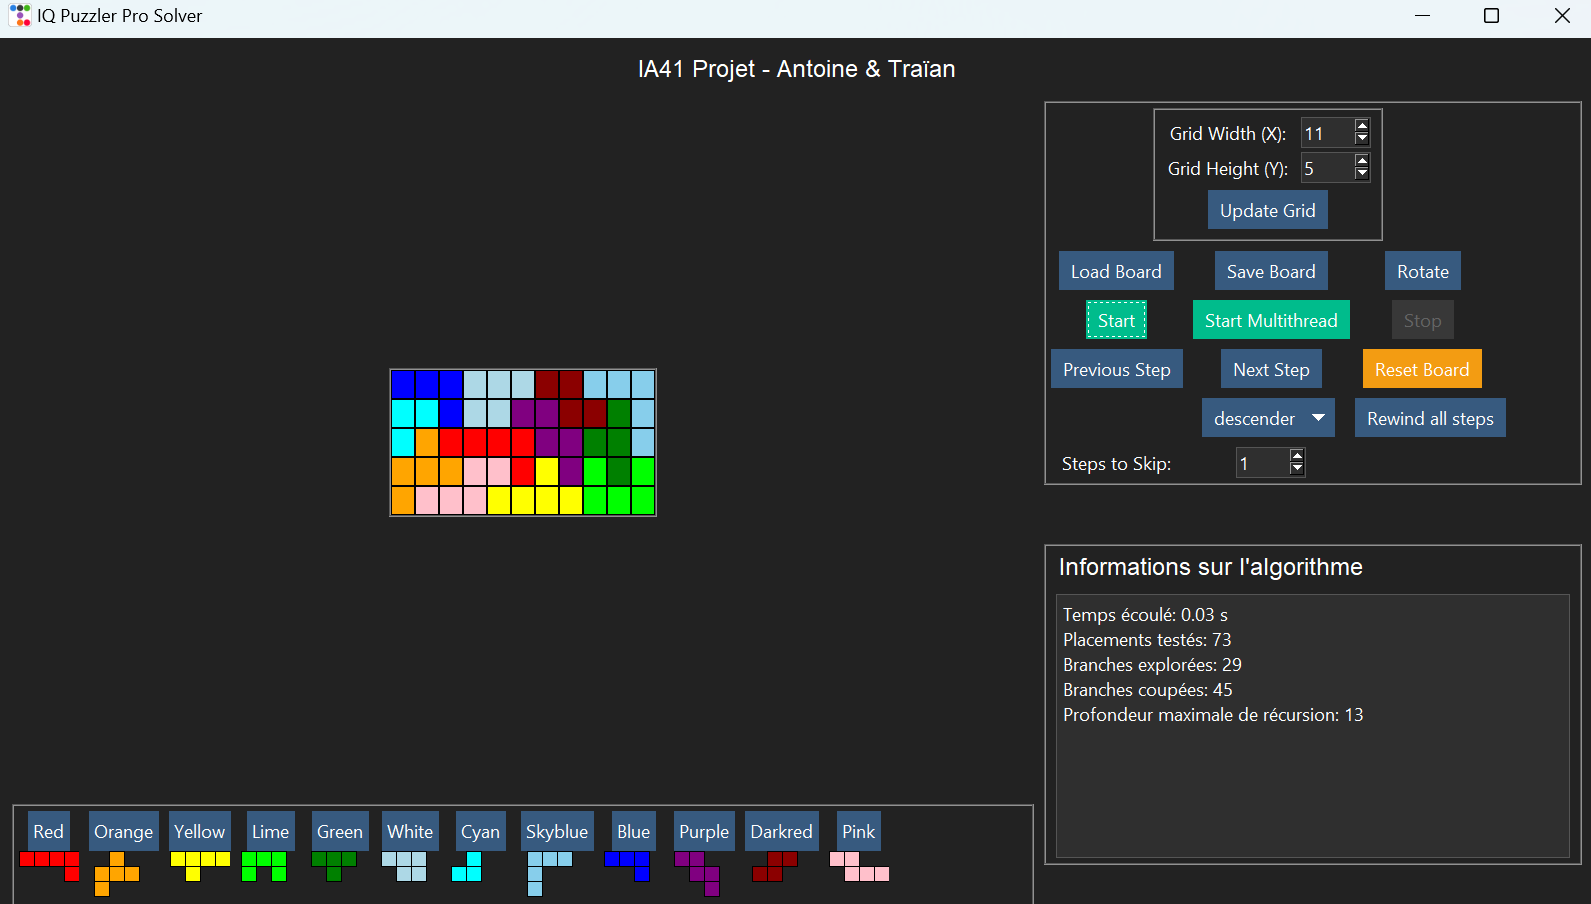 IQ Puzzler Pro Solver
IA41 Projet - Antoine & Traïan
Grid Width (X): 11
Grid Height (Y): 5
Update Grid
Load Board Save Board Rotate
Start Start Multithread Stop
Previous Step Next Step Reset Board
descender Rewind all steps
Steps to Skip: 1
Informations sur l'algorithme
Temps écoulé: 0.03 s
Placements testés: 73
Branches explorées: 29
Branches coupées: 45
Profondeur maximale de récursion: 13
Red Orange Yellow Lime Green White Cyan Skyblue Blue Purple Darkred Pink